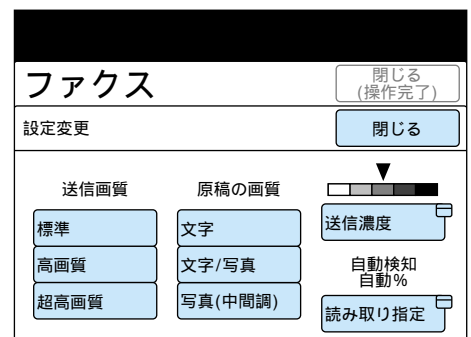 ファクス
閉じる
(操作完了)
設定変更
閉じる
送信画質
原稿の画質
標準
文字
送信濃度
高画質
文字/写真
自動検知
自動%
超高画質
写真(中間調)
読み取り指定